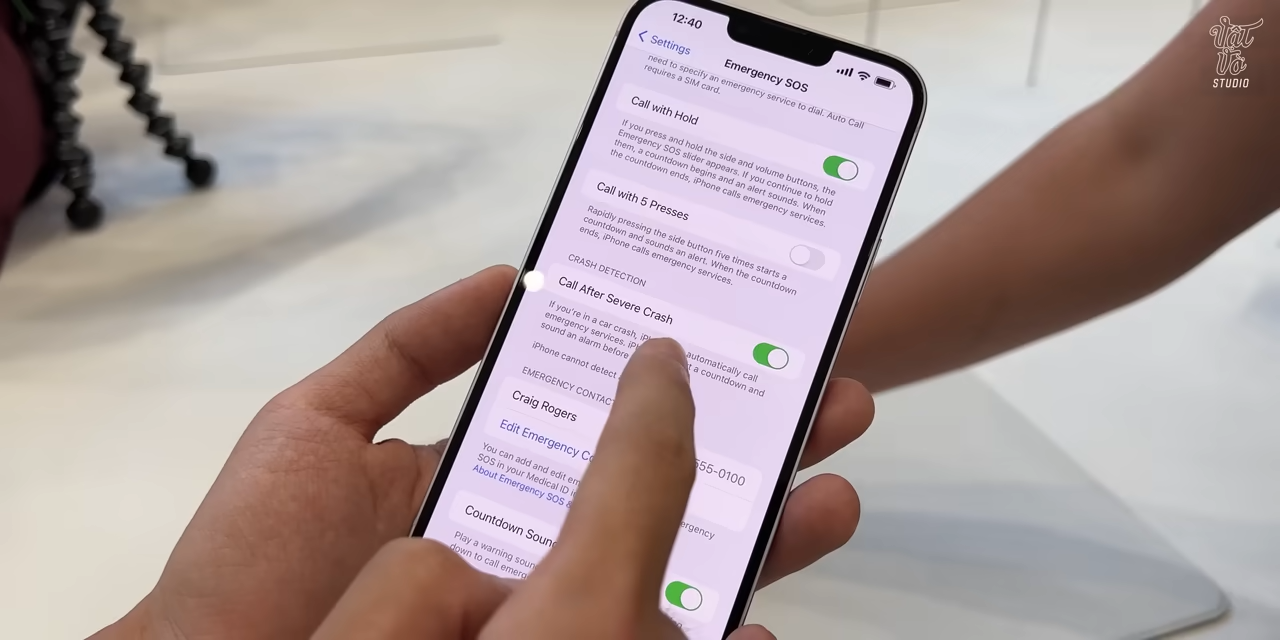 12:40
Settings
Emergency SOS
need to specify an emergency service to dial. Auto Call
requires a SIM card.
Call with Hold
If you press and hold the side and volume buttons, the
Emergency SOS slider appears. If you continue to hold
them, a countdown begins and an alert sounds. When
the countdown ends, iPhone calls emergency services.
Call with 5 Presses
Rapidly pressing the side button five times starts a
countdown and sounds an alert. When the countdown
ends, iPhone calls emergency services.
CRASH DETECTION
Call After Severe Crash
If you're in a car crash, automatically call
emergency services. a countdown and
sound an alarm before
iPhone cannot detect
EMERGENCY
Craig Rogers
555-0100
Edit Emergency
You can add and edit
SOS in your Medical ID
About Emergency SOS &
Countdown
Play a warning
down to call
Vật
Vờ
STUDIO